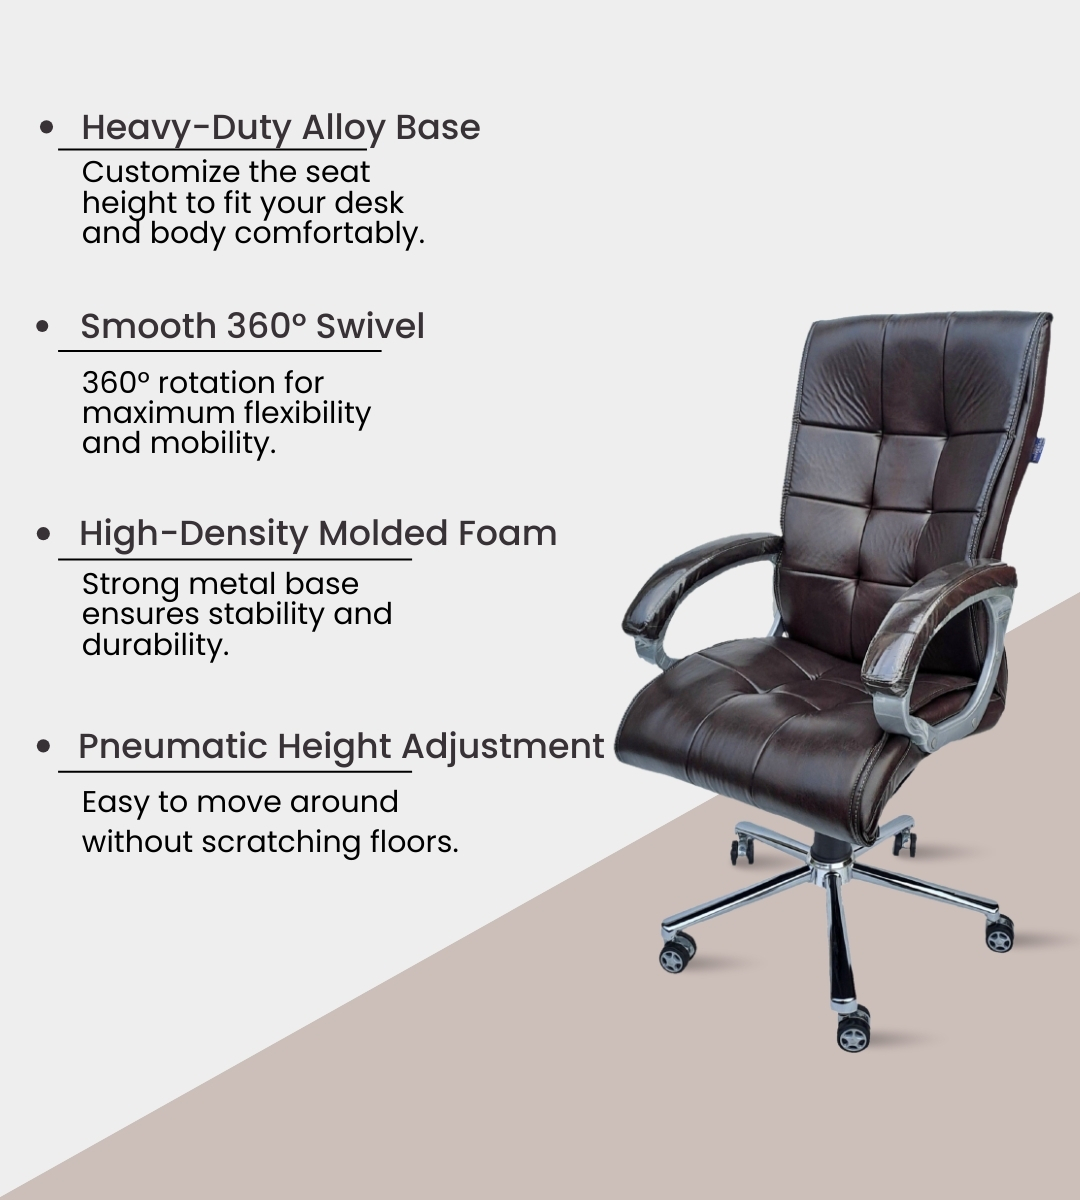 Heavy-Duty Alloy Base
Customize the seat
height to fit your desk
and body comfortably.
Smooth 360° Swivel
360° rotation for
maximum flexibility
and mobility.
High-Density Molded Foam
Strong metal base
ensures stability and
durability.
Pneumatic Height Adjustment
Easy to move around
without scratching floors.